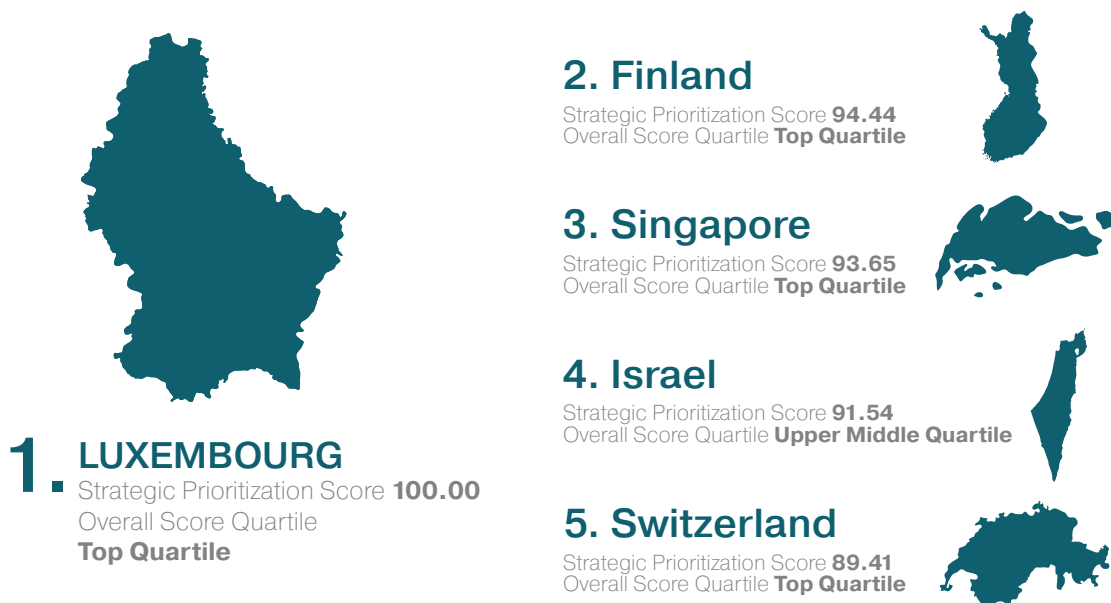 1. LUXEMBOURG
Strategic Prioritization Score 100.00
Overall Score Quartile
Top Quartile
2. Finland
Strategic Prioritization Score 94.44
Overall Score Quartile Top Quartile
3. Singapore
Strategic Prioritization Score 93.65
Overall Score Quartile Top Quartile
4. Israel
Strategic Prioritization Score 91.54
Overall Score Quartile Upper Middle Quartile
5. Switzerland
Strategic Prioritization Score 89.41
Overall Score Quartile Top Quartile